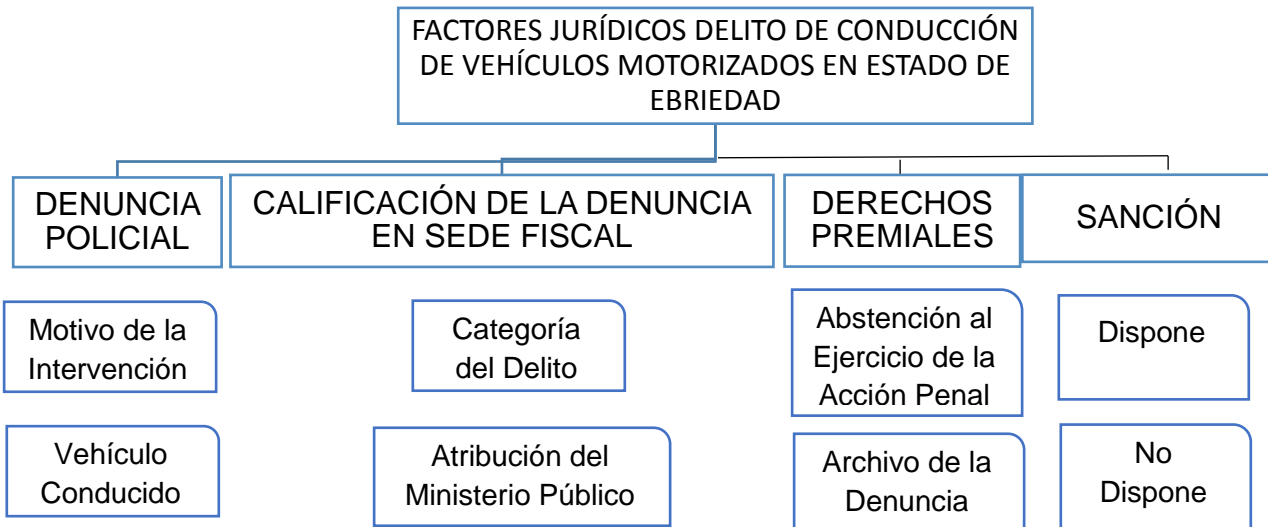 FACTORES JURÍDICOS DELITO DE CONDUCCIÓN
DE VEHÍCULOS MOTORIZADOS EN ESTADO DE
EBRIEDAD
DENUNCIA
POLICIAL
CALIFICACIÓN DE LA DENUNCIA
EN SEDE FISCAL
DERECHOS
PREMIALES
SANCIÓN
Motivo de la
Intervención
Categoría
del Delito
Abstención al
Ejercicio de la
Acción Penal
Dispone
Vehículo
Conducido
Atribución del
Ministerio Público
Archivo de la
Denuncia
No
Dispone